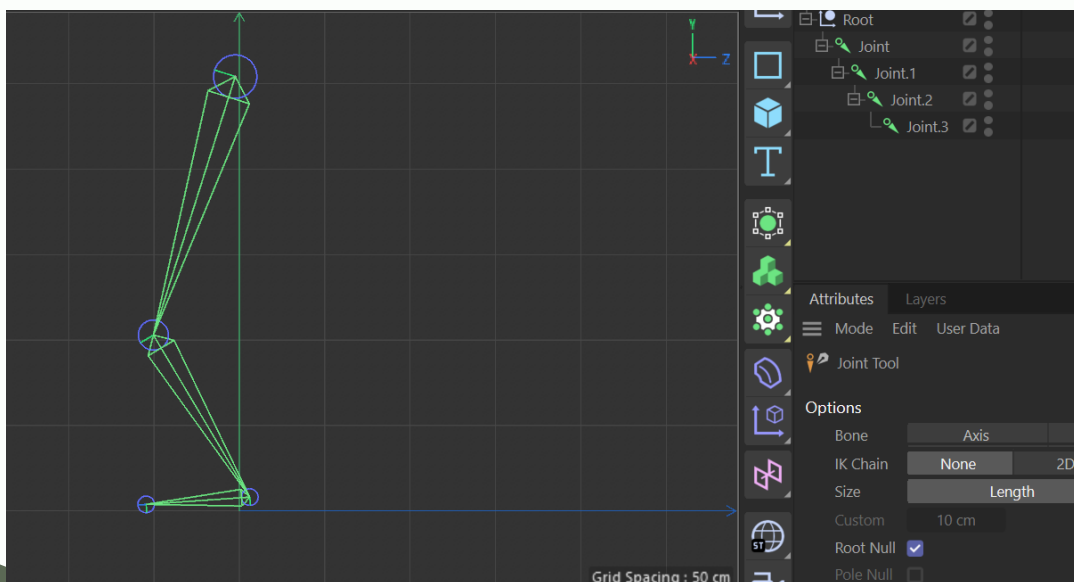 Y
X Z
Grid Spacing : 50 cm
T
ST
Root
Joint
Joint.1
Joint.2
Joint.3
Attributes Layers
Mode Edit User Data
Joint Tool
Options
Bone Axis
IK Chain None 2D
Size Length
Custom 10 cm
Root Null
Pole Null